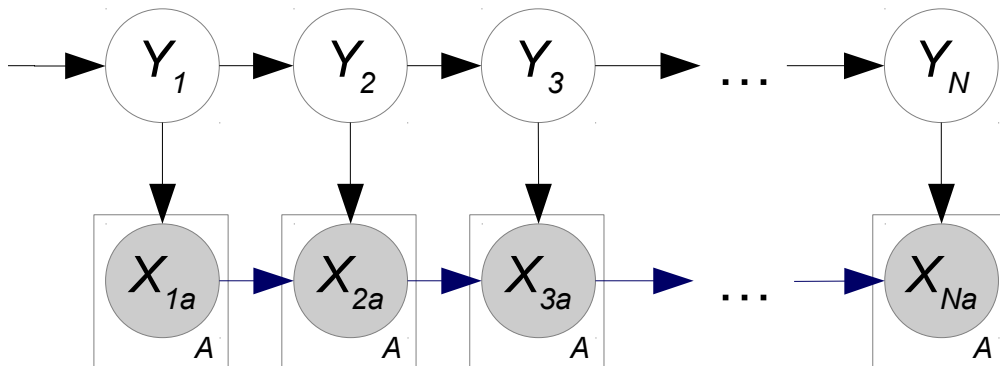 Y1 Y2 Y3 ... YN
X1a X2a X3a ... XNa
A A A A